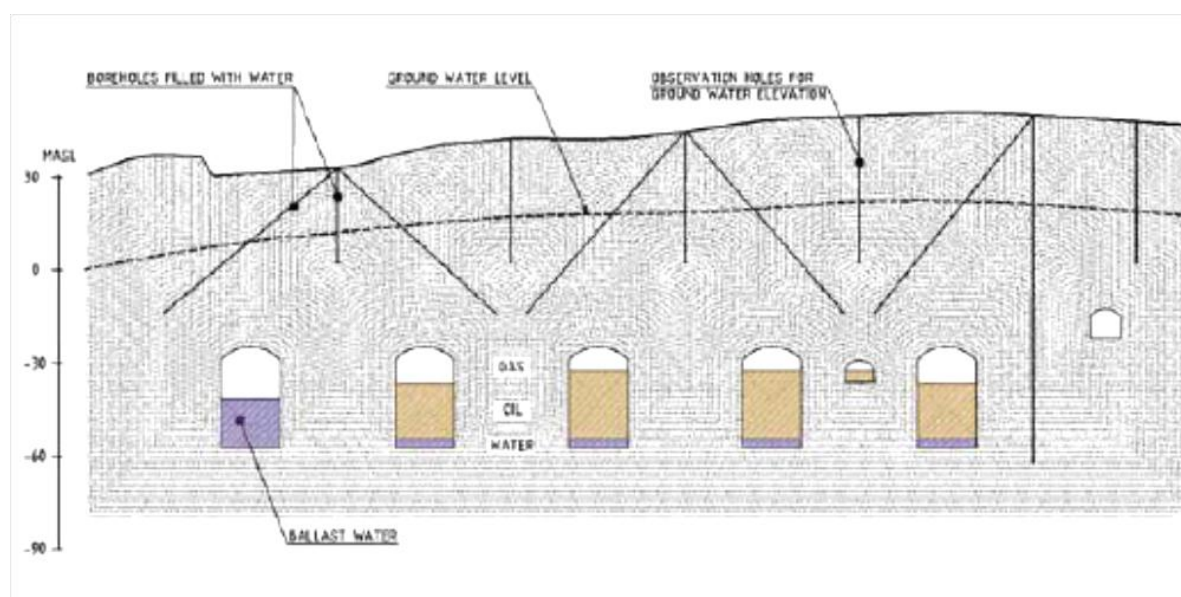 BOREHOLES FILLED WITH WATER
GROUND WATER LEVEL
OBSERVATION HOLES FOR
GROUND WATER ELEVATION
MASL
30
0
-30
-60
-90
GAS
OIL
WATER
BALLAST WATER